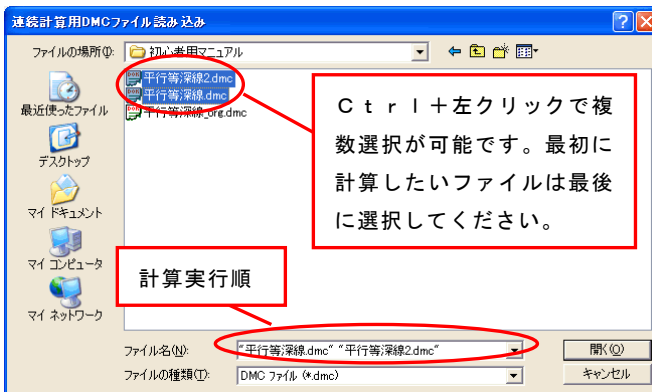 連続計算用DMCファイル読み込み
ファイルの場所(I):
初心者用マニュアル
平行等深線2.dmc
平行等深線.dmc
平行等深線_org.dmc
最近使ったファイル
デスクトップ
マイ ドキュメント
マイ コンピュータ
マイ ネットワーク
Ctrl+左クリックで複
数選択が可能です。最初に
計算したいファイルは最後
に選択してください。
計算実行順
ファイル名(N):
"平行等深線.dmc" "平行等深線2.dmc"
開く(O)
ファイルの種類(T):
DMC ファイル (*.dmc)
キャンセル